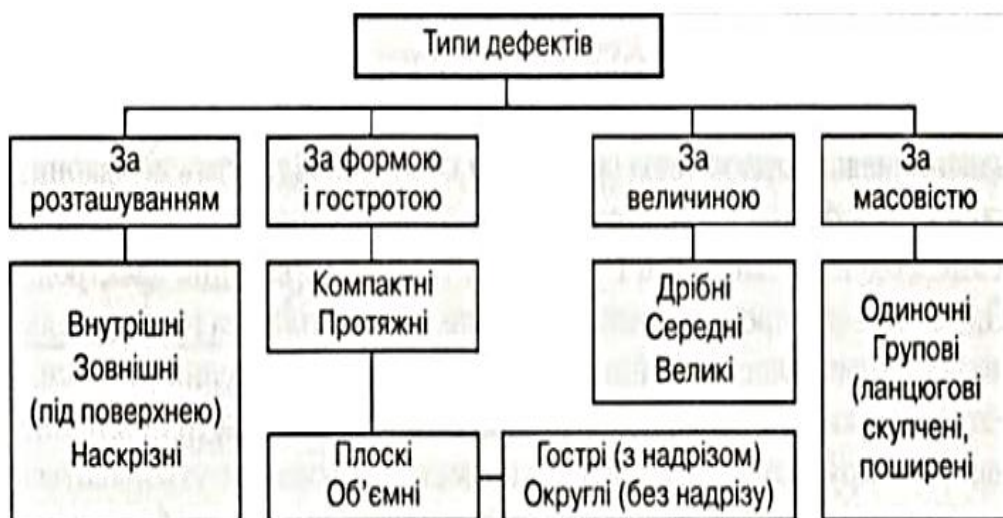 Типи дефектів
За
розташуванням
За формою
і гостротою
За
величиною
За
масовістю
Внутрішні
Зовнішні
(під поверхнею)
Наскрізні
Компактні
Протяжні
Дрібні
Середні
Великі
Одиночні
Групові
(ланцюгові
скупчені,
поширені
Плоскі
Об’ємні
Гострі (з надрізом)
Округлі (без надрізу)